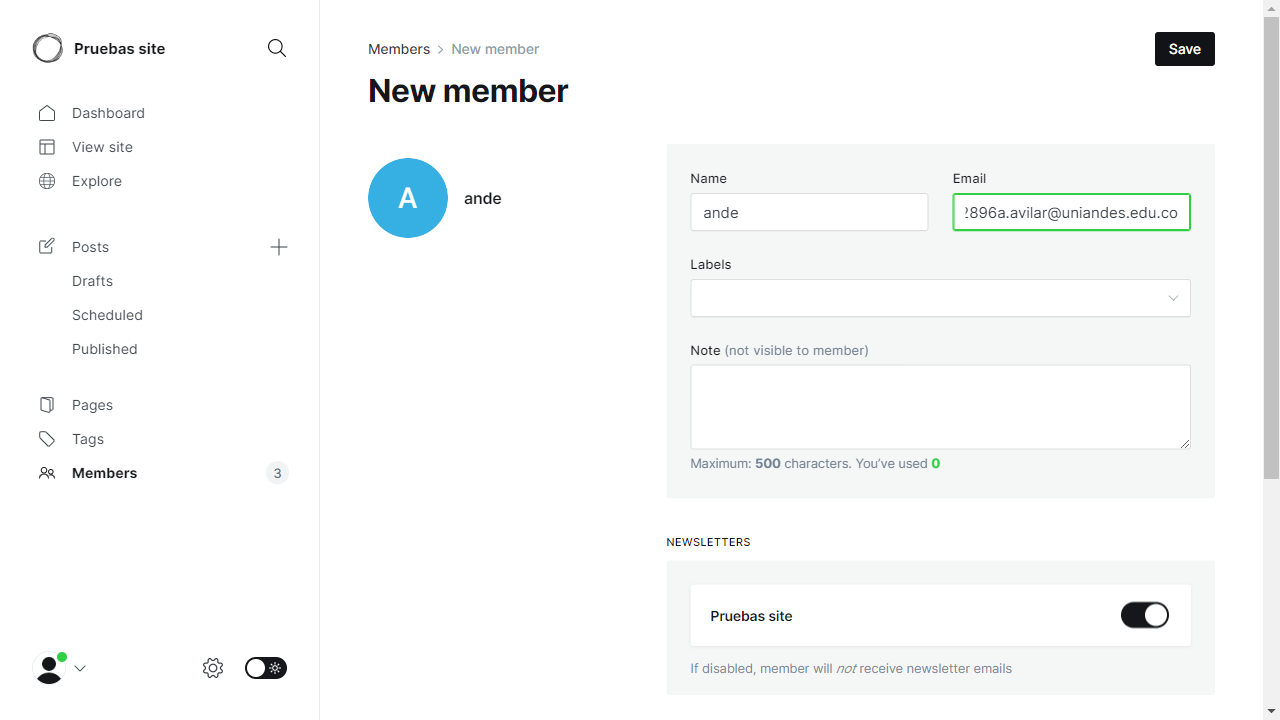 Pruebas site
Dashboard
View site
Explore
Posts
Drafts
Scheduled
Published
Pages
Tags
Members
3
Members > New member
Save
New member
A
ande
Name
Email
ande
2896a.avilar@uniandes.edu.co
Labels
Note (not visible to member)
Maximum: 500 characters. You've used 0
NEWSLETTERS
Pruebas site
If disabled, member will not receive newsletter emails